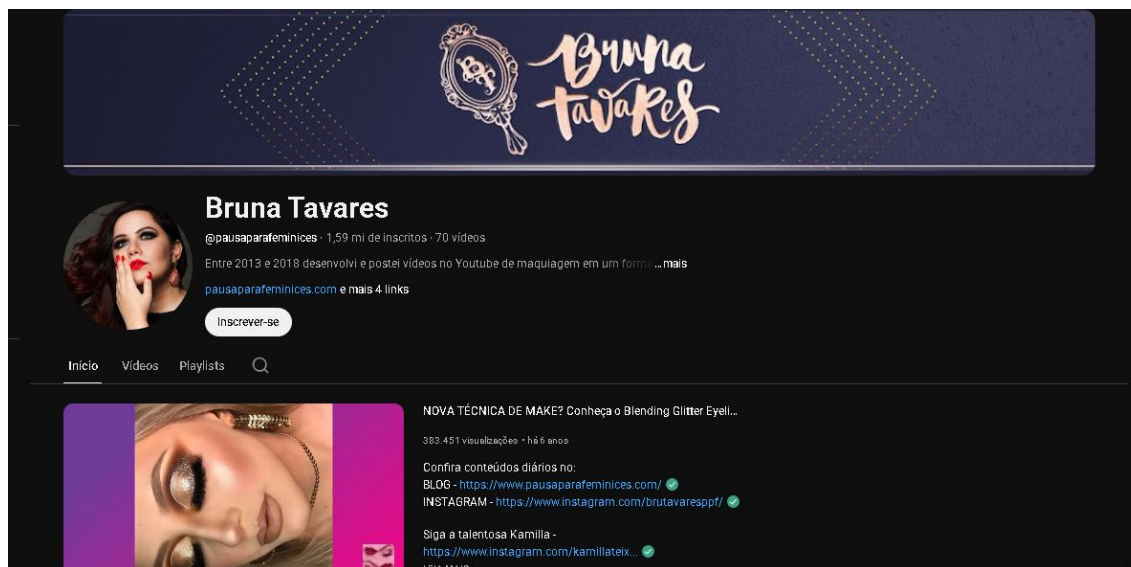 Bruna
tavares
Bruna Tavares
@pausaparafeminices · 1,59 mi de inscritos · 70 vídeos
Entre 2013 e 2018 desenvolvi e postei vídeos no Youtube de maquiagem em um form ...mais
pausaparafeminices.com e mais 4 links
Inscrever-se
Início Vídeos Playlists
NOVA TÉCNICA DE MAKE? Conheça o Blending Glitter Eyeli...
383.451 visualizações • há 6 anos
Confira conteúdos diários no:
BLOG - https://www.pausaparafeminices.com/
INSTAGRAM - https://www.instagram.com/brutavaresppf/
Siga a talentosa Kamilla -
https://www.instagram.com/kamillateix...